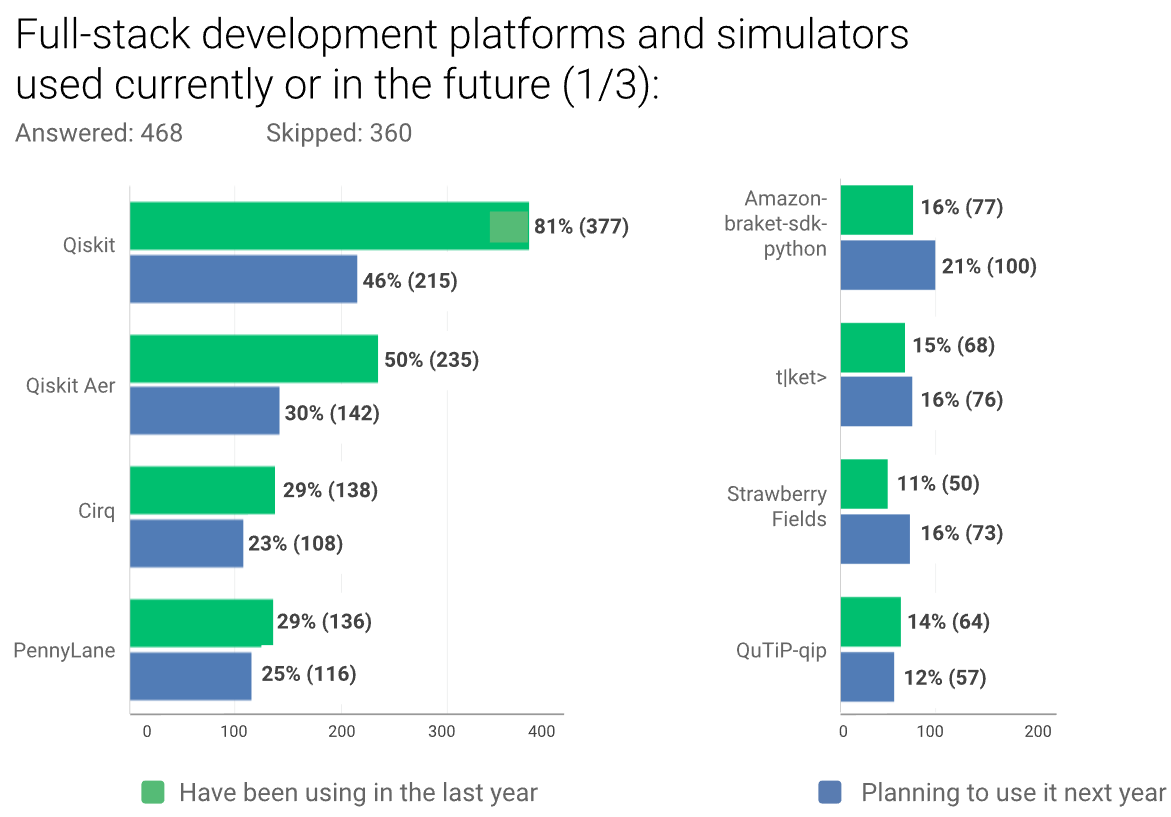 Full-stack development platforms and simulators
used currently or in the future (1/3):
Answered: 468 Skipped: 360
Qiskit
81% (377)
46% (215)
Qiskit Aer
50% (235)
30% (142)
Cirq
29% (138)
23% (108)
PennyLane
29% (136)
25% (116)
0 100 200 300 400
Amazon-
braket-sdk-
python
16% (77)
21% (100)
t|ket>
15% (68)
16% (76)
Strawberry
Fields
11% (50)
16% (73)
QuTiP-qip
14% (64)
12% (57)
0 100 200
Have been using in the last year
Planning to use it next year